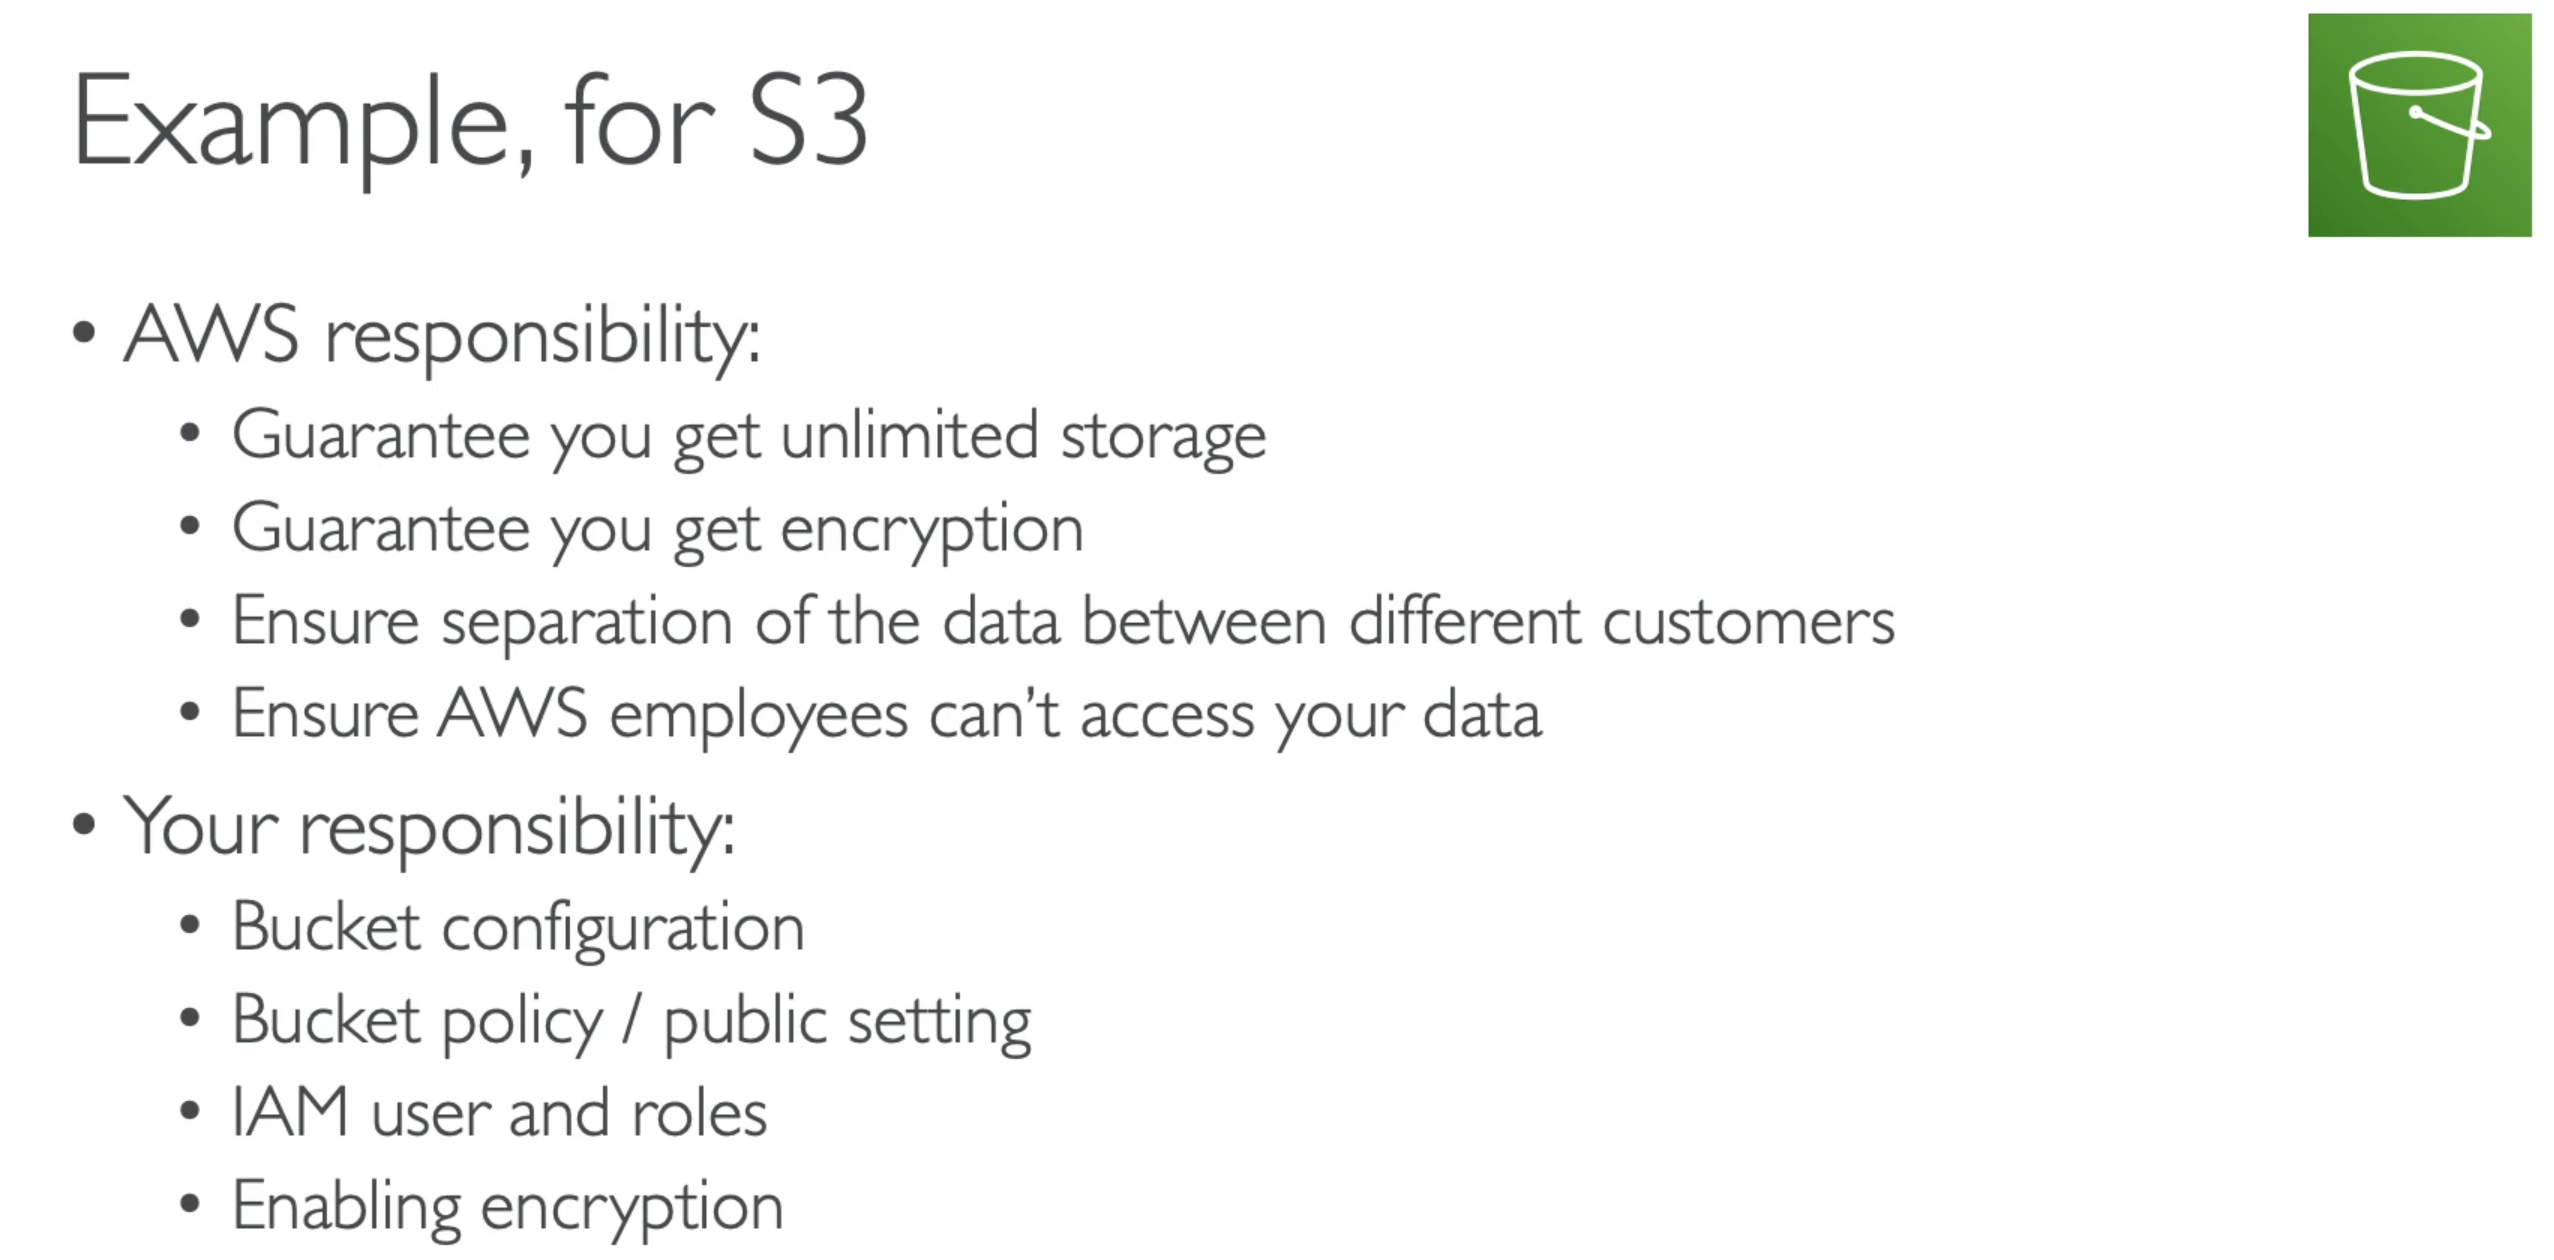 Example, for S3
• AWS responsibility:
• Guarantee you get unlimited storage
• Guarantee you get encryption
• Ensure separation of the data between different customers
• Ensure AWS employees can’t access your data
• Your responsibility:
• Bucket configuration
• Bucket policy / public setting
• IAM user and roles
• Enabling encryption